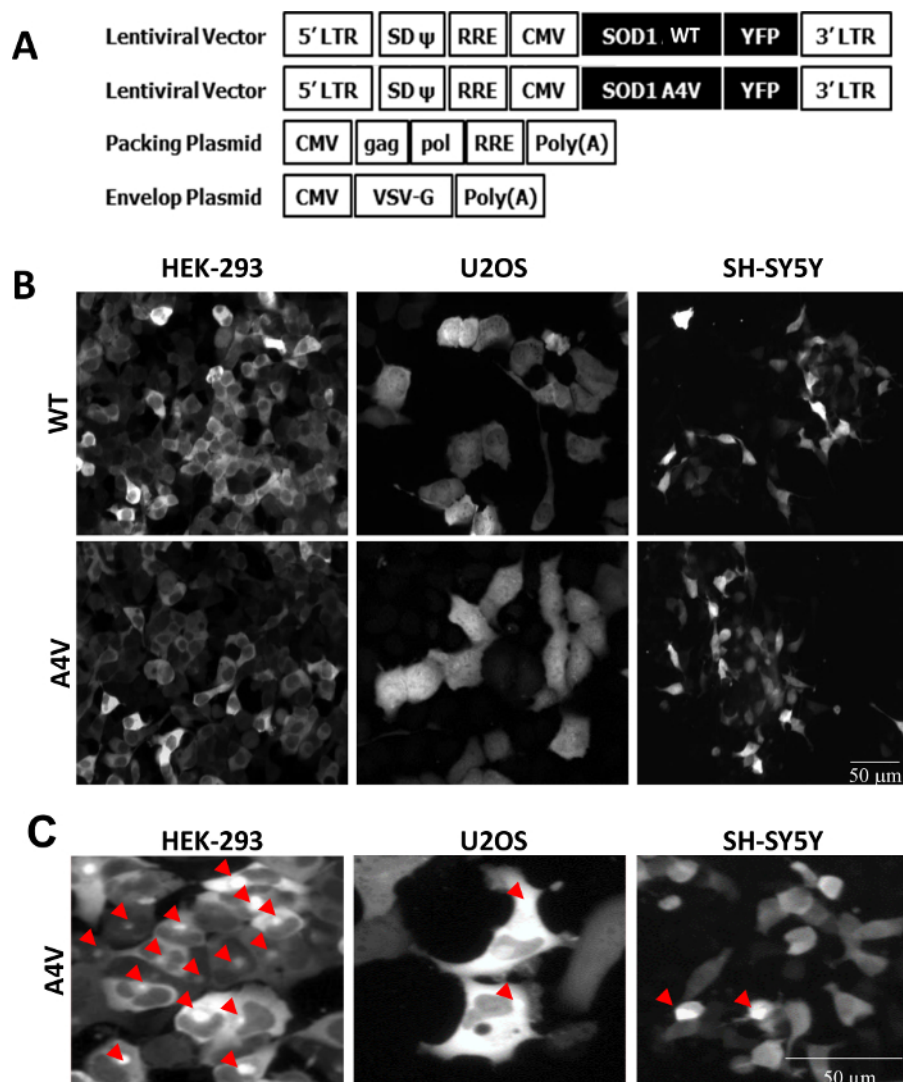 A
Lentiviral Vector 5′ LTR SD ψ RRE CMV SOD1 WT YFP 3′ LTR
Lentiviral Vector 5′ LTR SD ψ RRE CMV SOD1 A4V YFP 3′ LTR
Packing Plasmid CMV gag pol RRE Poly(A)
Envelop Plasmid CMV VSV-G Poly(A)
B
HEK-293 U2OS SH-SY5Y
WT
A4V
50 μm
C
HEK-293 U2OS SH-SY5Y
A4V
50 μm